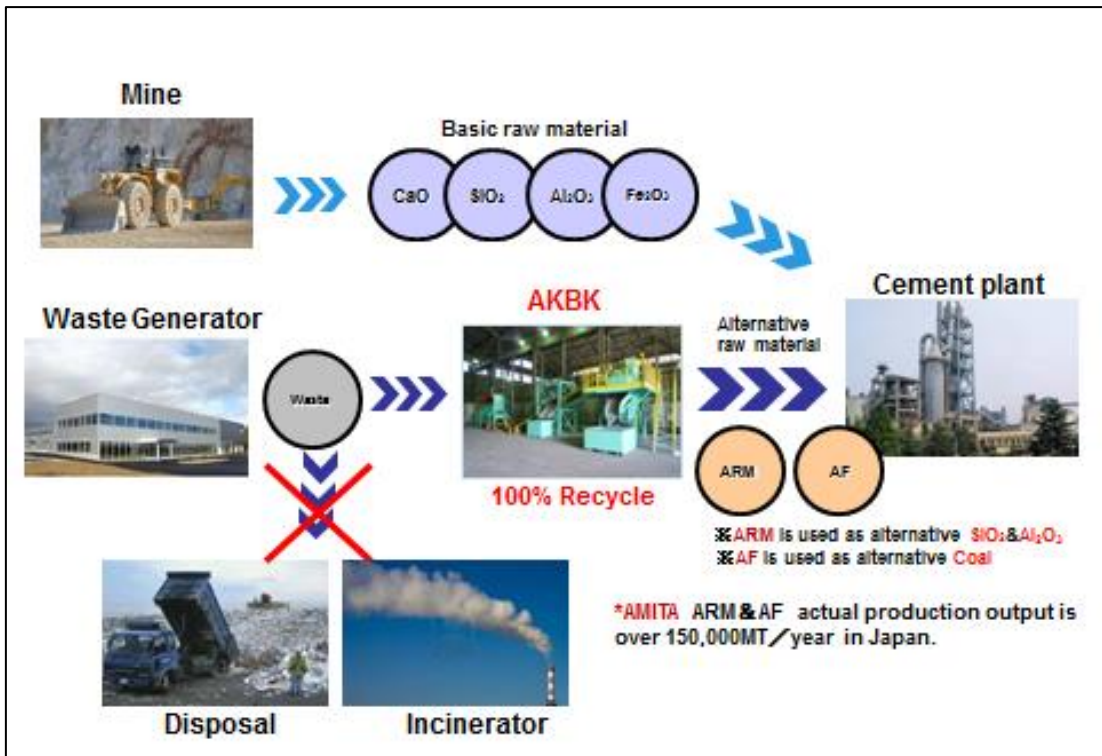 Mine
Basic raw material
CaO
SiO₂
Al₂O₃
Fe₂O₃
Cement plant
AKBK
Waste Generator
Alternative
raw material
Waste
ARM
AF
100% Recycle
※ARM is used as alternative SiO₂&Al₂O₃
※AF is used as alternative Coal
*AMITA ARM&AF actual production output is
over 150,000MT／year in Japan.
Disposal
Incinerator